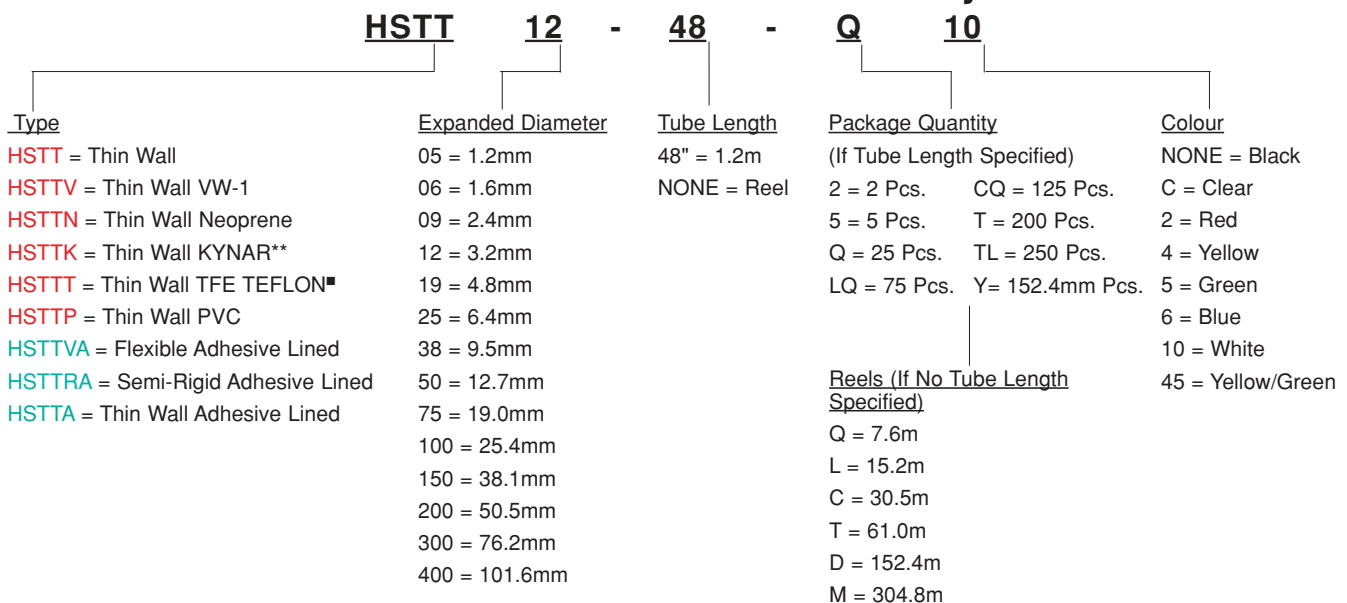 HSTT 12 - 48 - Q 10
Type
HSTT = Thin Wall
HSTTV = Thin Wall VW-1
HSTTN = Thin Wall Neoprene
HSTTK = Thin Wall KYNAR**
HSTTT = Thin Wall TFE TEFLON■
HSTTP = Thin Wall PVC
HSTTVA = Flexible Adhesive Lined
HSTTRA = Semi-Rigid Adhesive Lined
HSTTA = Thin Wall Adhesive Lined
Expanded Diameter
05 = 1.2mm
06 = 1.6mm
09 = 2.4mm
12 = 3.2mm
19 = 4.8mm
25 = 6.4mm
38 = 9.5mm
50 = 12.7mm
75 = 19.0mm
100 = 25.4mm
150 = 38.1mm
200 = 50.5mm
300 = 76.2mm
400 = 101.6mm
Tube Length
48" = 1.2m
NONE = Reel
Package Quantity
(If Tube Length Specified)
2 = 2 Pcs. CQ = 125 Pcs.
5 = 5 Pcs. T = 200 Pcs.
Q = 25 Pcs. TL = 250 Pcs.
LQ = 75 Pcs. Y= 152.4mm Pcs.
Reels (If No Tube Length
Specified)
Q = 7.6m
L = 15.2m
C = 30.5m
T = 61.0m
D = 152.4m
M = 304.8m
Colour
NONE = Black
C = Clear
2 = Red
4 = Yellow
5 = Green
6 = Blue
10 = White
45 = Yellow/Green